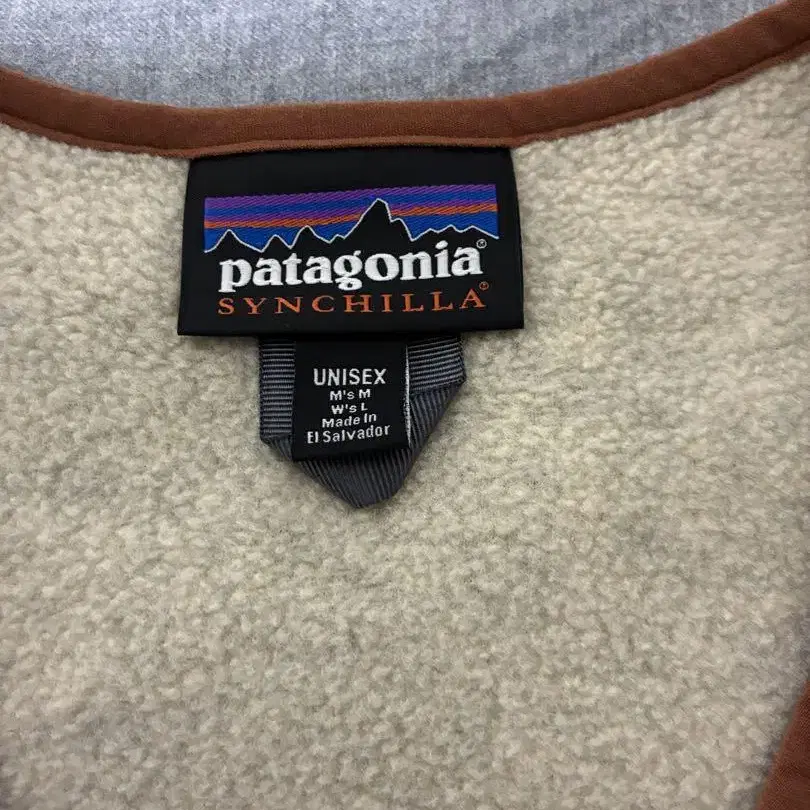 patagonia®
SYNCHILLA®
UNISEX
M's M
W's L
Made In
El Salvador